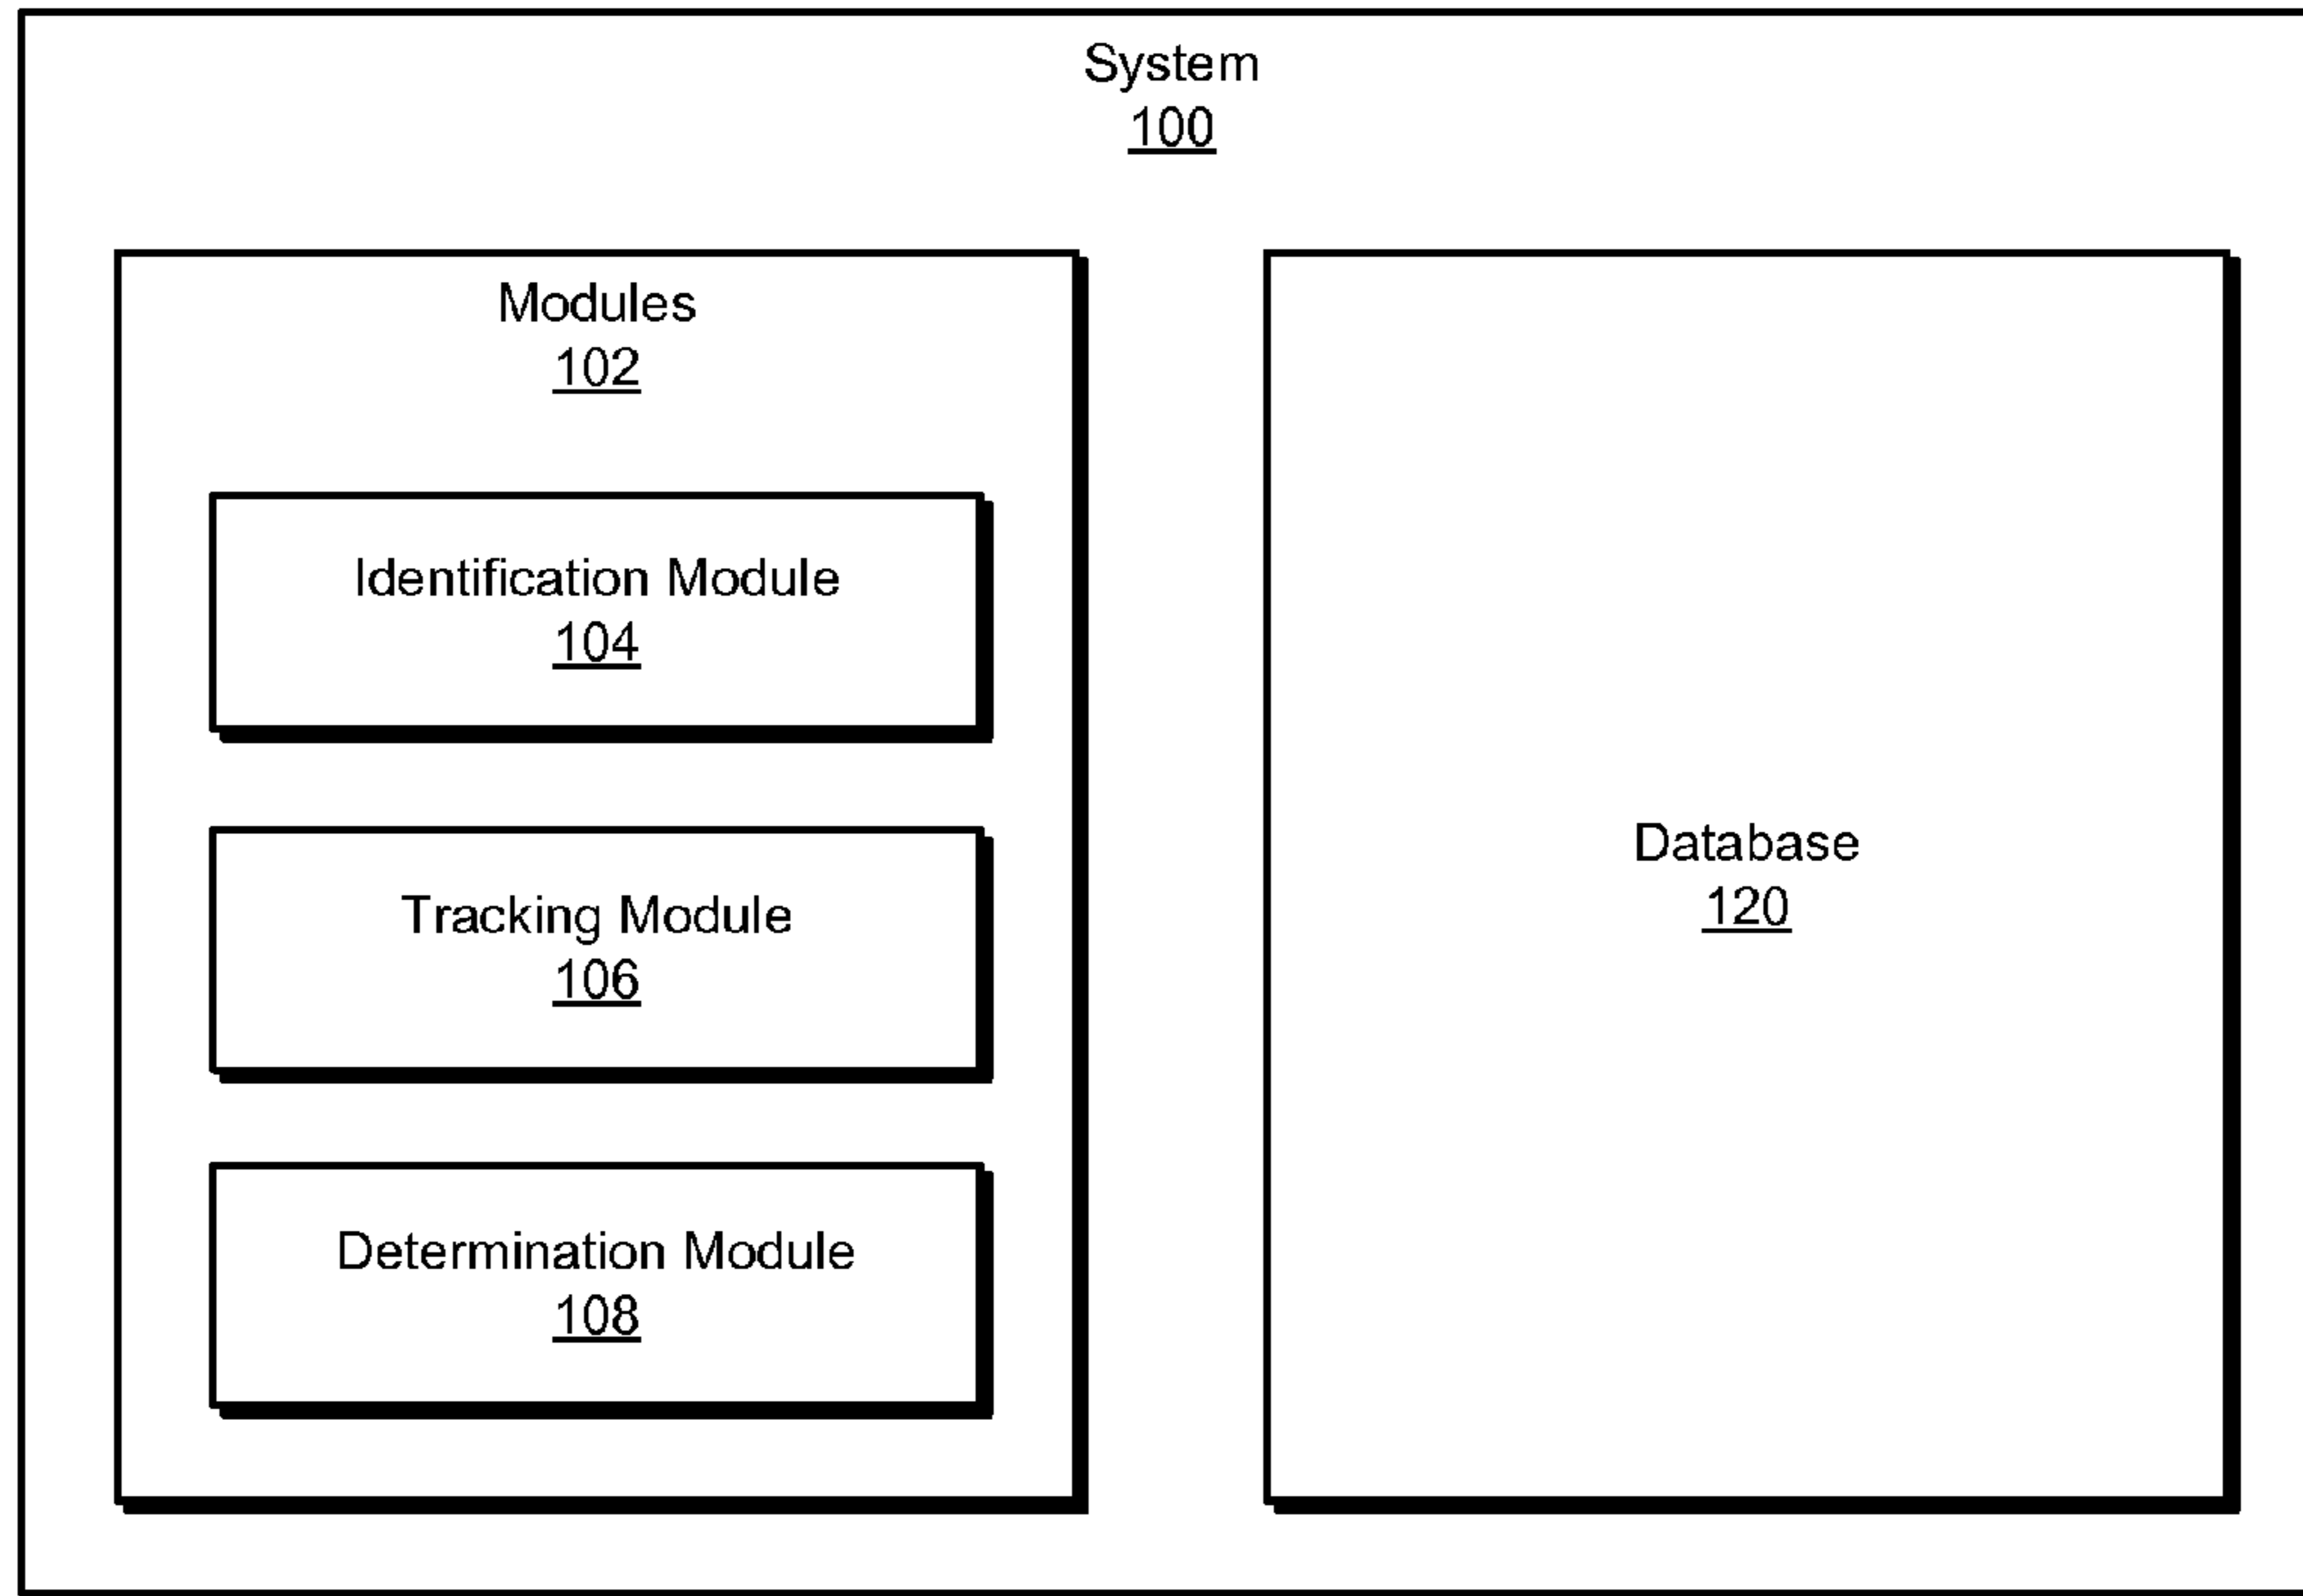 System
100
Modules
102
Identification Module
104
Tracking Module
106
Determination Module
108
Database
120